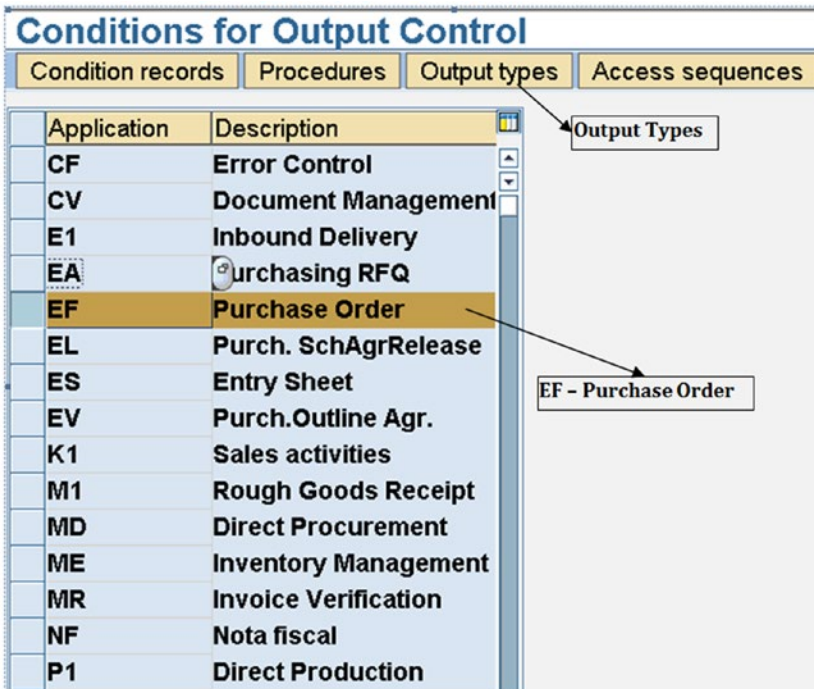 Conditions for Output Control
Condition records Procedures Output types Access sequences
Application Description
Output Types
CF Error Control
CV Document Management
E1 Inbound Delivery
EA Purchasing RFQ
EF Purchase Order
EL Purch. SchAgrRelease
EF – Purchase Order
ES Entry Sheet
EV Purch.Outline Agr.
K1 Sales activities
M1 Rough Goods Receipt
MD Direct Procurement
ME Inventory Management
MR Invoice Verification
NF Nota fiscal
P1 Direct Production